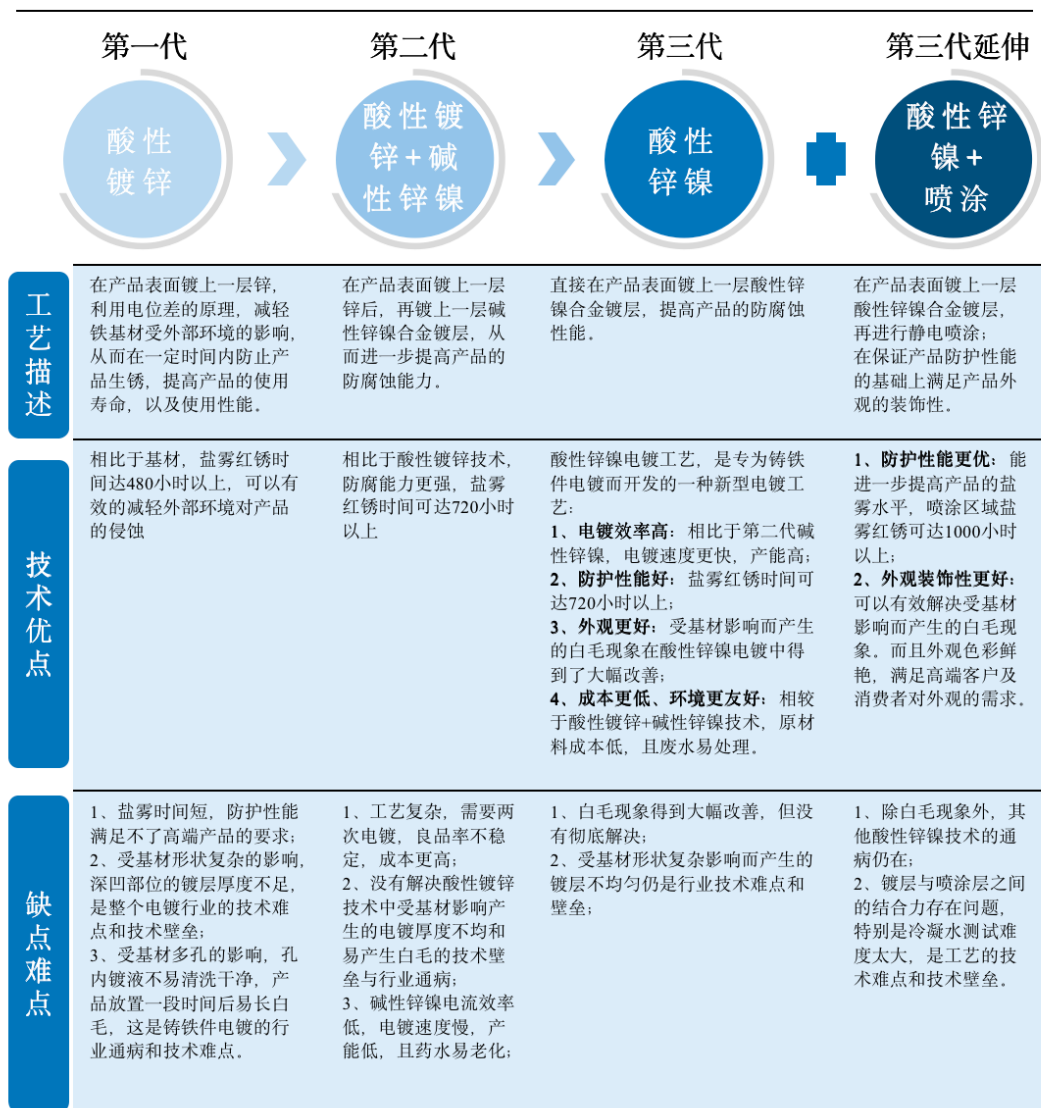 第一代
第二代
第三代
第三代延伸
酸性
镀锌
酸性镀
锌+碱
性锌镍
酸性
锌镍
酸性锌
镍+
喷涂
工艺描述
在产品表面镀上一层锌，
利用电位差的原理，减轻
铁基材受外部环境的影响，
从而在一定时间内防止产
品生锈，提高产品的使用
寿命，以及使用性能。
在产品表面镀上一层
锌后，再镀上一层碱
性锌镍合金镀层，从
而进一步提高产品的
防腐蚀能力。
直接在产品表面镀上一层酸性锌
镍合金镀层，提高产品的防腐蚀
性能。
在产品表面镀上一层
酸性锌镍合金镀层，
再进行静电喷涂；
在保证产品防护性能
的基础上满足产品外
观的装饰性。
技术优点
相比于基材，盐雾红锈时
间达480小时以上，可以有
效的减轻外部环境对产品
的侵蚀
相比于酸性镀锌技术，
防腐能力更强，盐雾
红锈时间可达720小时
以上
酸性锌镍电镀工艺，是专为铸铁
件电镀而开发的一种新型电镀工
艺：
1、电镀效率高：相比于第二代碱
性锌镍，电镀速度更快，产能高；
2、防护性能好：盐雾红锈时间可
达720小时以上；
3、外观更好：受基材影响而产生
的白毛现象在酸性锌镍电镀中得
到了大幅改善；
4、成本更低、环境更友好：相较
于酸性镀锌+碱性锌镍技术，原材
料成本低，且废水易处理。
1、防护性能更优：能
进一步提高产品的盐
雾水平，喷涂区域盐
雾红锈可达1000小时
以上；
2、外观装饰性更好：
可以有效解决受基材
影响而产生的白毛现
象。而且外观色彩鲜
艳，满足高端客户及
消费者对外观的需求。
缺点难点
1、盐雾时间短，防护性能
满足不了高端产品的要求；
2、受基材形状复杂的影响，
深凹部位的镀层厚度不足，
是整个电镀行业的技术难
点和技术壁垒；
3、受基材多孔的影响，孔
内镀液不易清洗干净，产
品放置一段时间后易长白
毛，这是铸铁件电镀的行
业通病和技术难点。
1、工艺复杂，需要两
次电镀，良品率不稳
定，成本更高；
2、没有解决酸性镀锌
技术中受基材影响产
生的电镀厚度不均和
易产生白毛的技术壁
垒与行业通病；
3、碱性锌镍电流效率
低，电镀速度慢，产
能低，且药水易老化；
1、白毛现象得到大幅改善，但没
有彻底解决；
2、受基材形状复杂影响而产生的
镀层不均匀仍是行业技术难点和
壁垒；
1、除白毛现象外，其
他酸性锌镍技术的通
病仍在；
2、镀层与喷涂层之间
的结合力存在问题，
特别是冷凝水测试难
度太大，是工艺的技
术难点和技术壁垒。